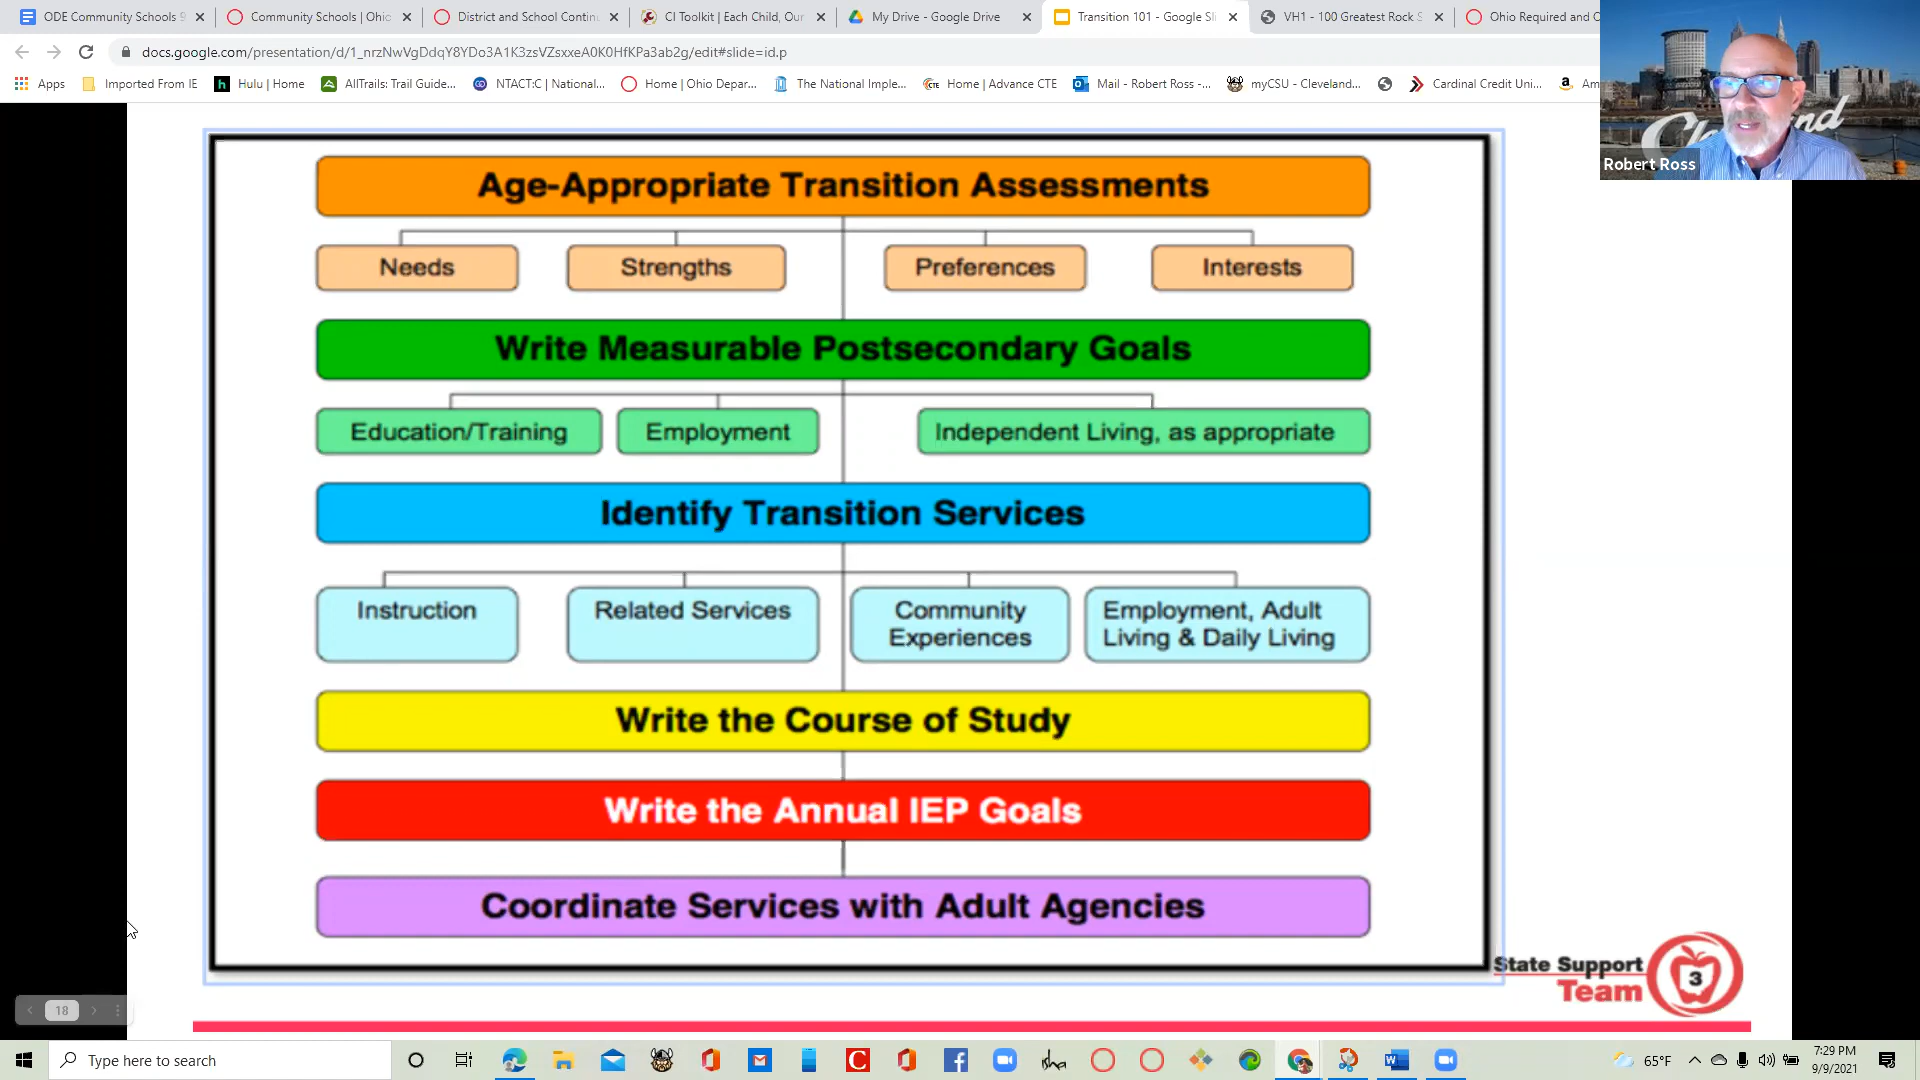 ODE Community Schools 9
Community Schools | Ohio
District and School Continu
CI Toolkit | Each Child, Our
My Drive - Google Drive
Transition 101 - Google Sli
VH1 - 100 Greatest Rock S
Ohio Required and O
docs.google.com/presentation/d/1_nrzNwVgDdqY8YDo3A1K3zsVZsxxeA0K0HfKPa3ab2g/edit#slide=id.p
Apps
Imported From IE
Hulu | Home
AllTrails: Trail Guide...
NTACT:C | National...
Home | Ohio Depar...
The National Imple...
Home | Advance CTE
Mail - Robert Ross -...
myCSU - Cleveland...
Cardinal Credit Uni...
Am
Robert Ross
Age-Appropriate Transition Assessments
Needs
Strengths
Preferences
Interests
Write Measurable Postsecondary Goals
Education/Training
Employment
Independent Living, as appropriate
Identify Transition Services
Instruction
Related Services
Community
Experiences
Employment, Adult
Living & Daily Living
Write the Course of Study
Write the Annual IEP Goals
Coordinate Services with Adult Agencies
State Support
Team
3
18
Type here to search
65°F
7:29 PM
9/9/2021